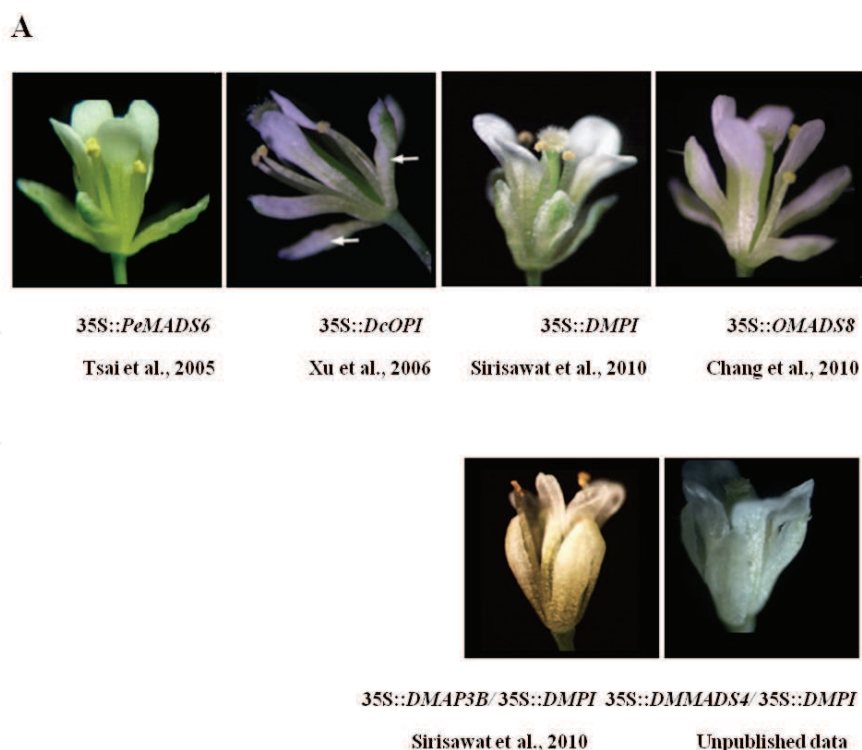 A
35S::PeMADS6 35S::DcOPI 35S::DMPI 35S::OMADS8
Tsai et al., 2005 Xu et al., 2006 Sirisawat et al., 2010 Chang et al., 2010
35S::DMAP3B/35S::DMPI 35S::DMMADS4/35S::DMPI
Sirisawat et al., 2010 Unpublished data